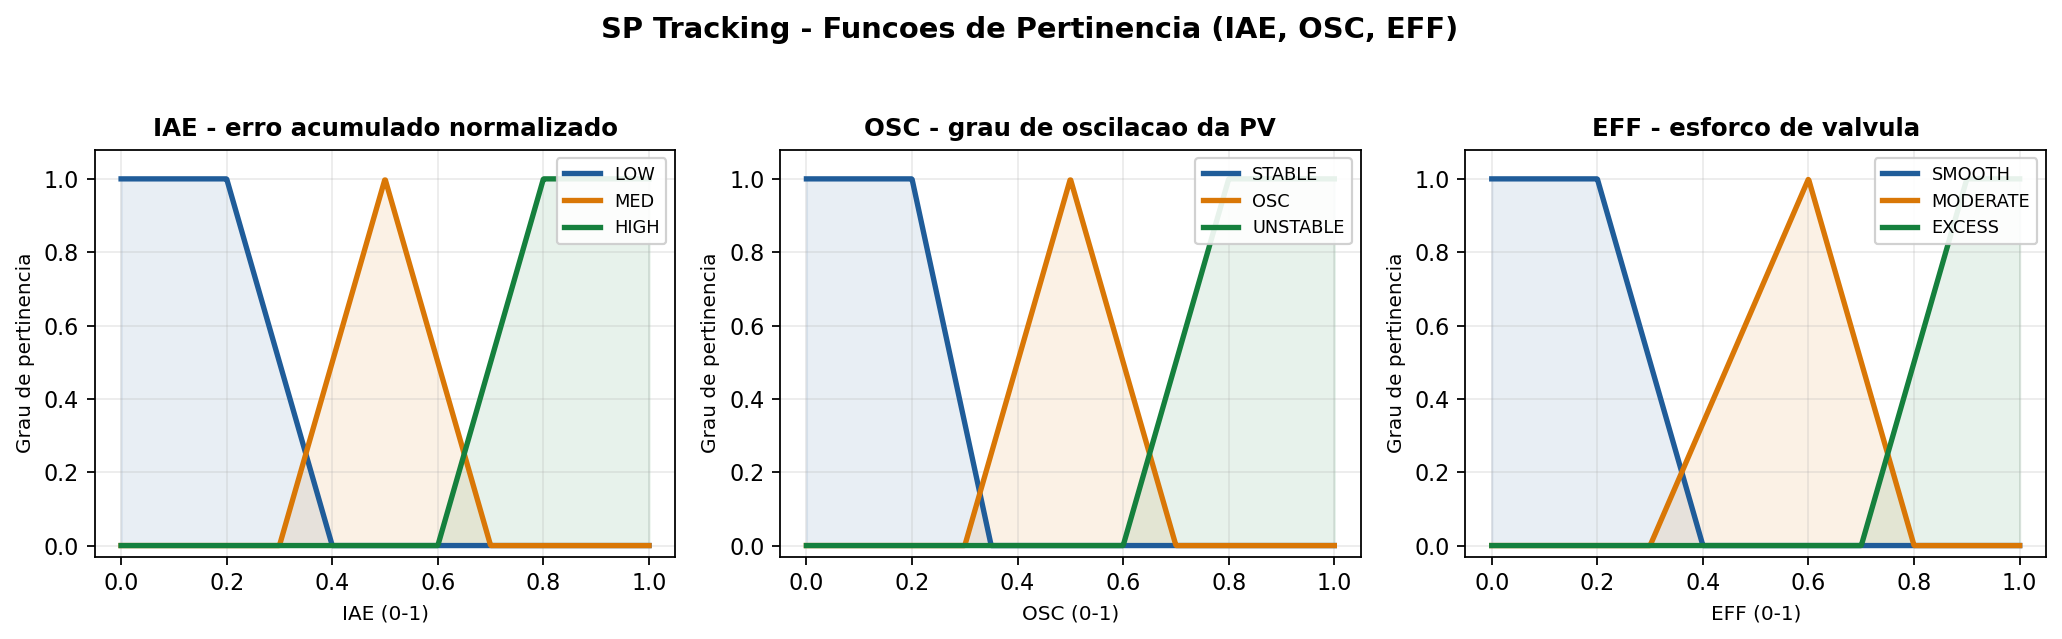 SP Tracking - Funcoes de Pertinencia (IAE, OSC, EFF)
IAE - erro acumulado normalizado
Grau de pertinencia
1.0
0.8
0.6
0.4
0.2
0.0
LOW
MED
HIGH
0.0 0.2 0.4 0.6 0.8 1.0
IAE (0-1)
OSC - grau de oscilacao da PV
Grau de pertinencia
1.0
0.8
0.6
0.4
0.2
0.0
STABLE
OSC
UNSTABLE
0.0 0.2 0.4 0.6 0.8 1.0
OSC (0-1)
EFF - esforco de valvula
Grau de pertinencia
1.0
0.8
0.6
0.4
0.2
0.0
SMOOTH
MODERATE
EXCESS
0.0 0.2 0.4 0.6 0.8 1.0
EFF (0-1)